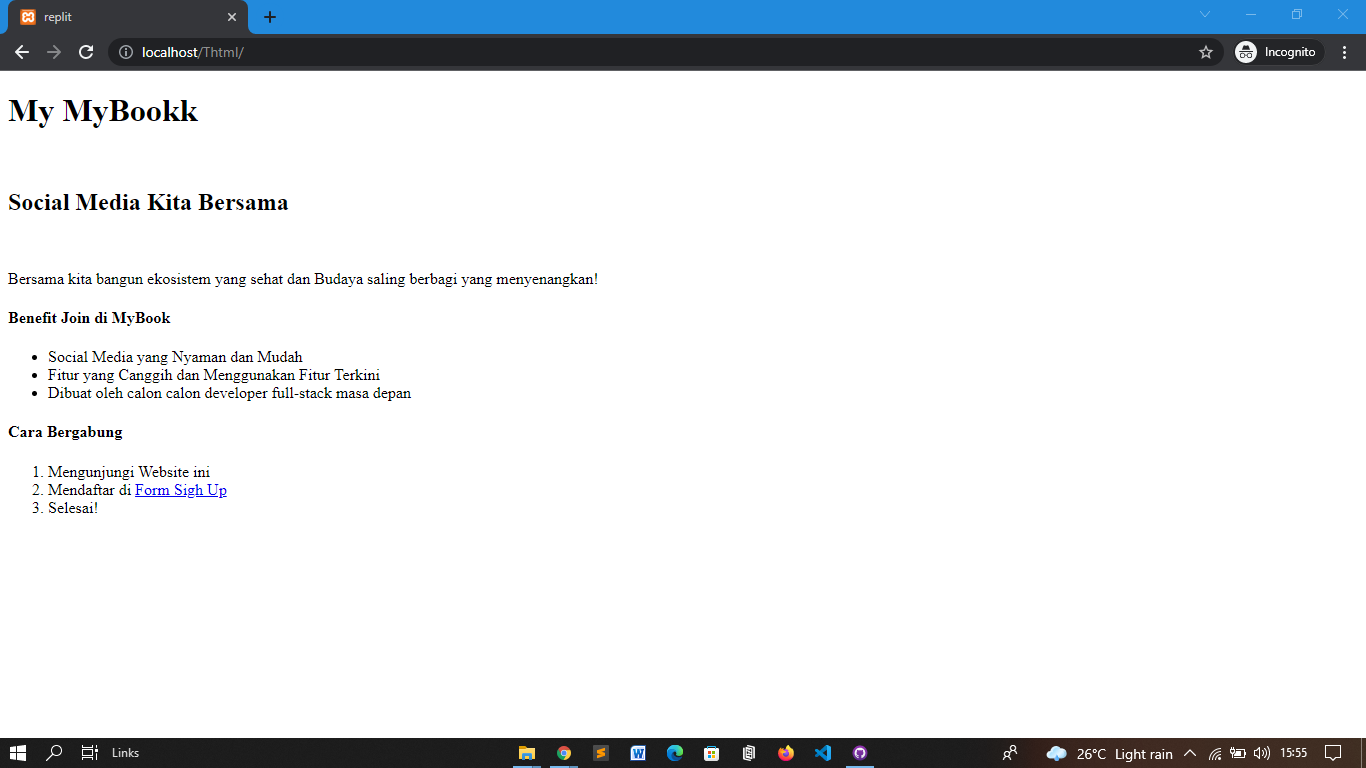 replit
localhost/Thtml/
Incognito
My MyBookk
Social Media Kita Bersama
Bersama kita bangun ekosistem yang sehat dan Budaya saling berbagi yang menyenangkan!
Benefit Join di MyBook
Social Media yang Nyaman dan Mudah
Fitur yang Canggih dan Menggunakan Fitur Terkini
Dibuat oleh calon calon developer full-stack masa depan
Cara Bergabung
1. Mengunjungi Website ini
2. Mendaftar di Form Sigh Up
3. Selesai!
Links
26°C Light rain
15:55